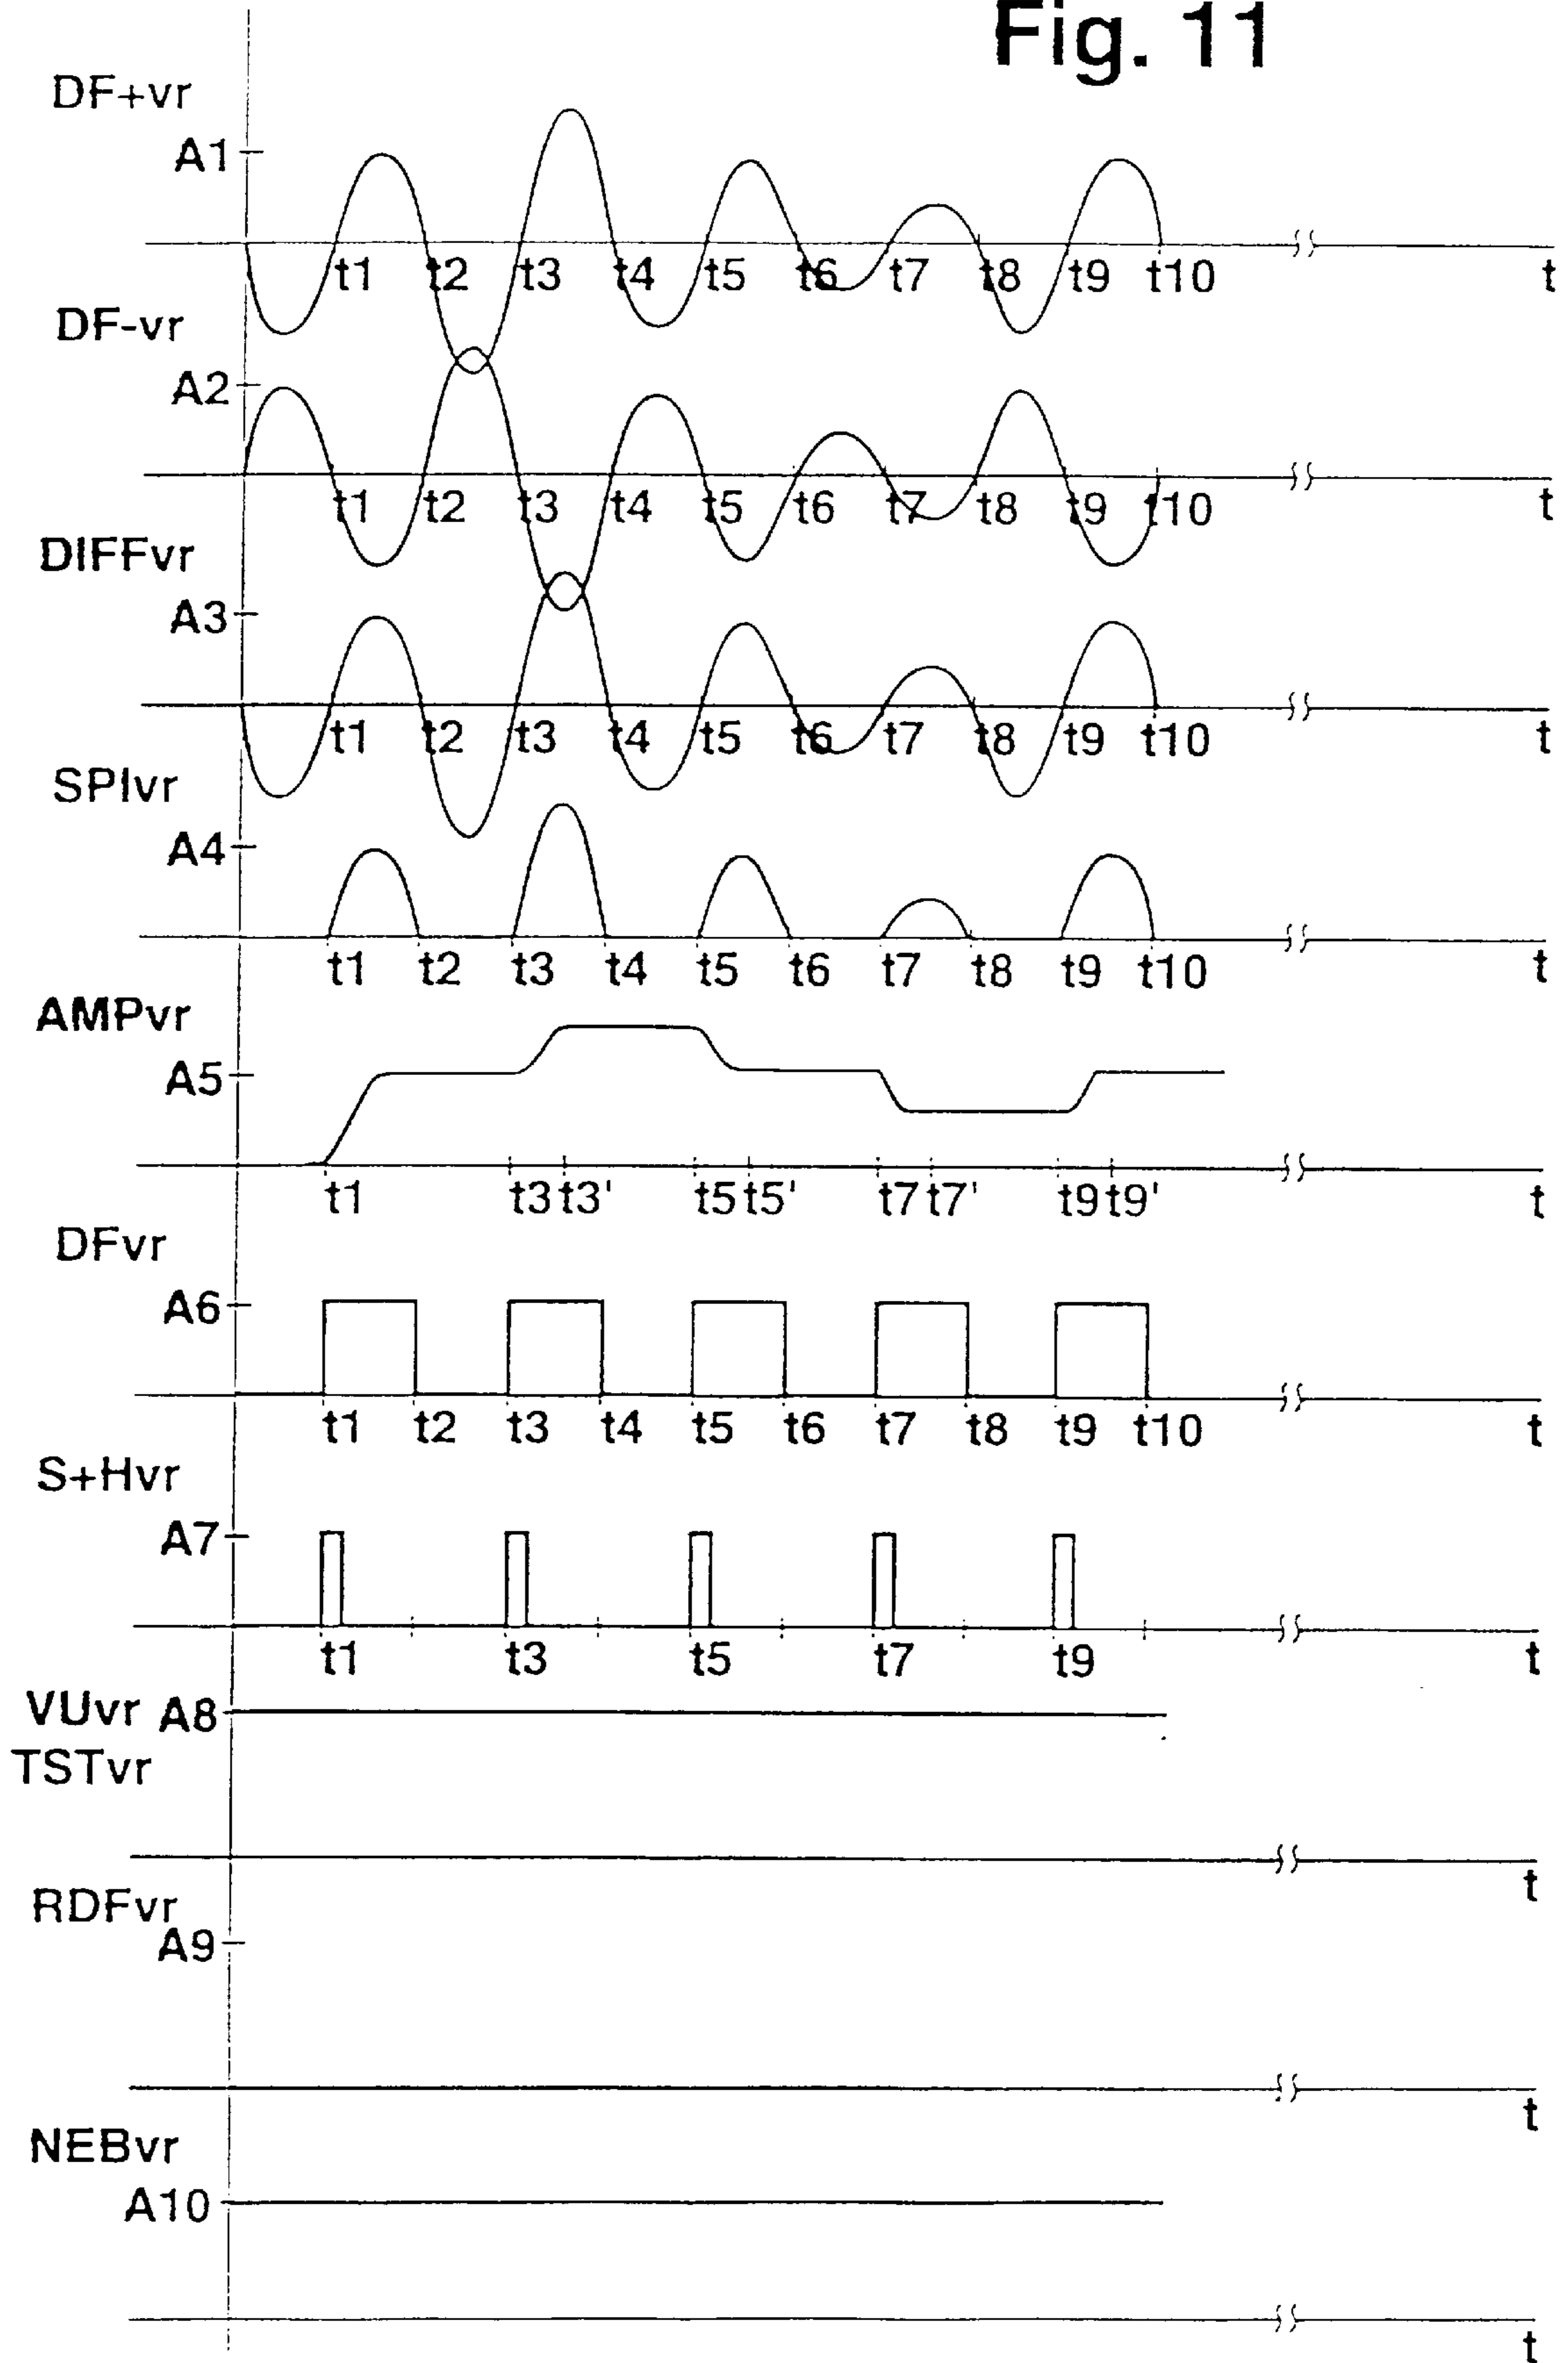 Fig. 11
DF+vr
A1
t1 t2 t3 t4 t5 t6 t7 t8 t9 t10 t
DF-vr
A2
t1 t2 t3 t4 t5 t6 t7 t8 t9 t10 t
DIFFvr
A3
t1 t2 t3 t4 t5 t6 t7 t8 t9 t10 t
SPIvr
A4
t1 t2 t3 t4 t5 t6 t7 t8 t9 t10 t
AMPvr
A5
t1 t3 t3' t5 t5' t7 t7' t9 t9' t
DFvr
A6
t1 t2 t3 t4 t5 t6 t7 t8 t9 t10 t
S+Hvr
A7
t1 t3 t5 t7 t9 t
VUvr A8
TSTvr
t
RDFvr
A9
t
NEBvr
A10
t